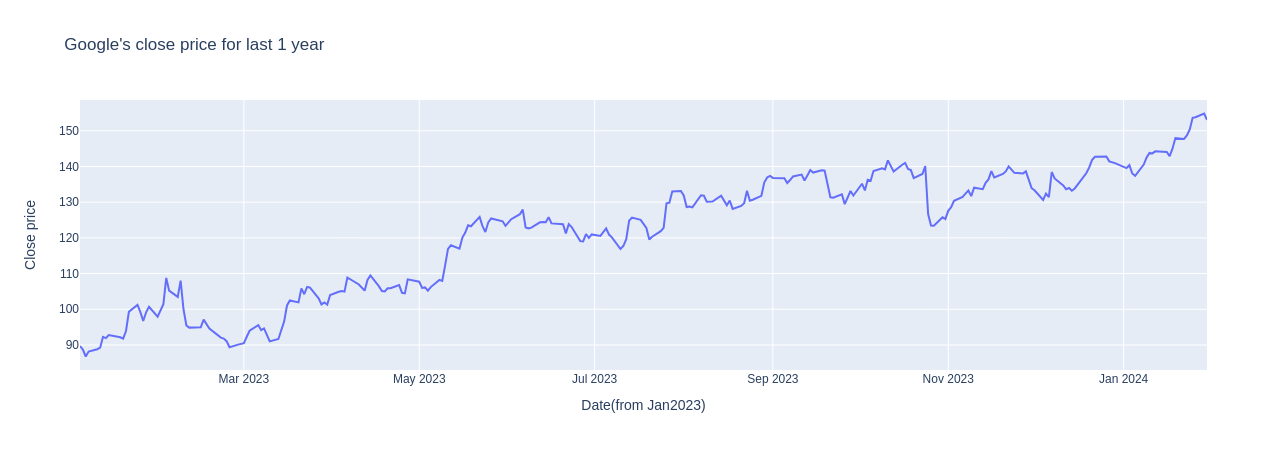 Google's close price for last 1 year
Close price
150
140
130
120
110
100
90
Mar 2023
May 2023
Jul 2023
Sep 2023
Nov 2023
Jan 2024
Date(from Jan2023)